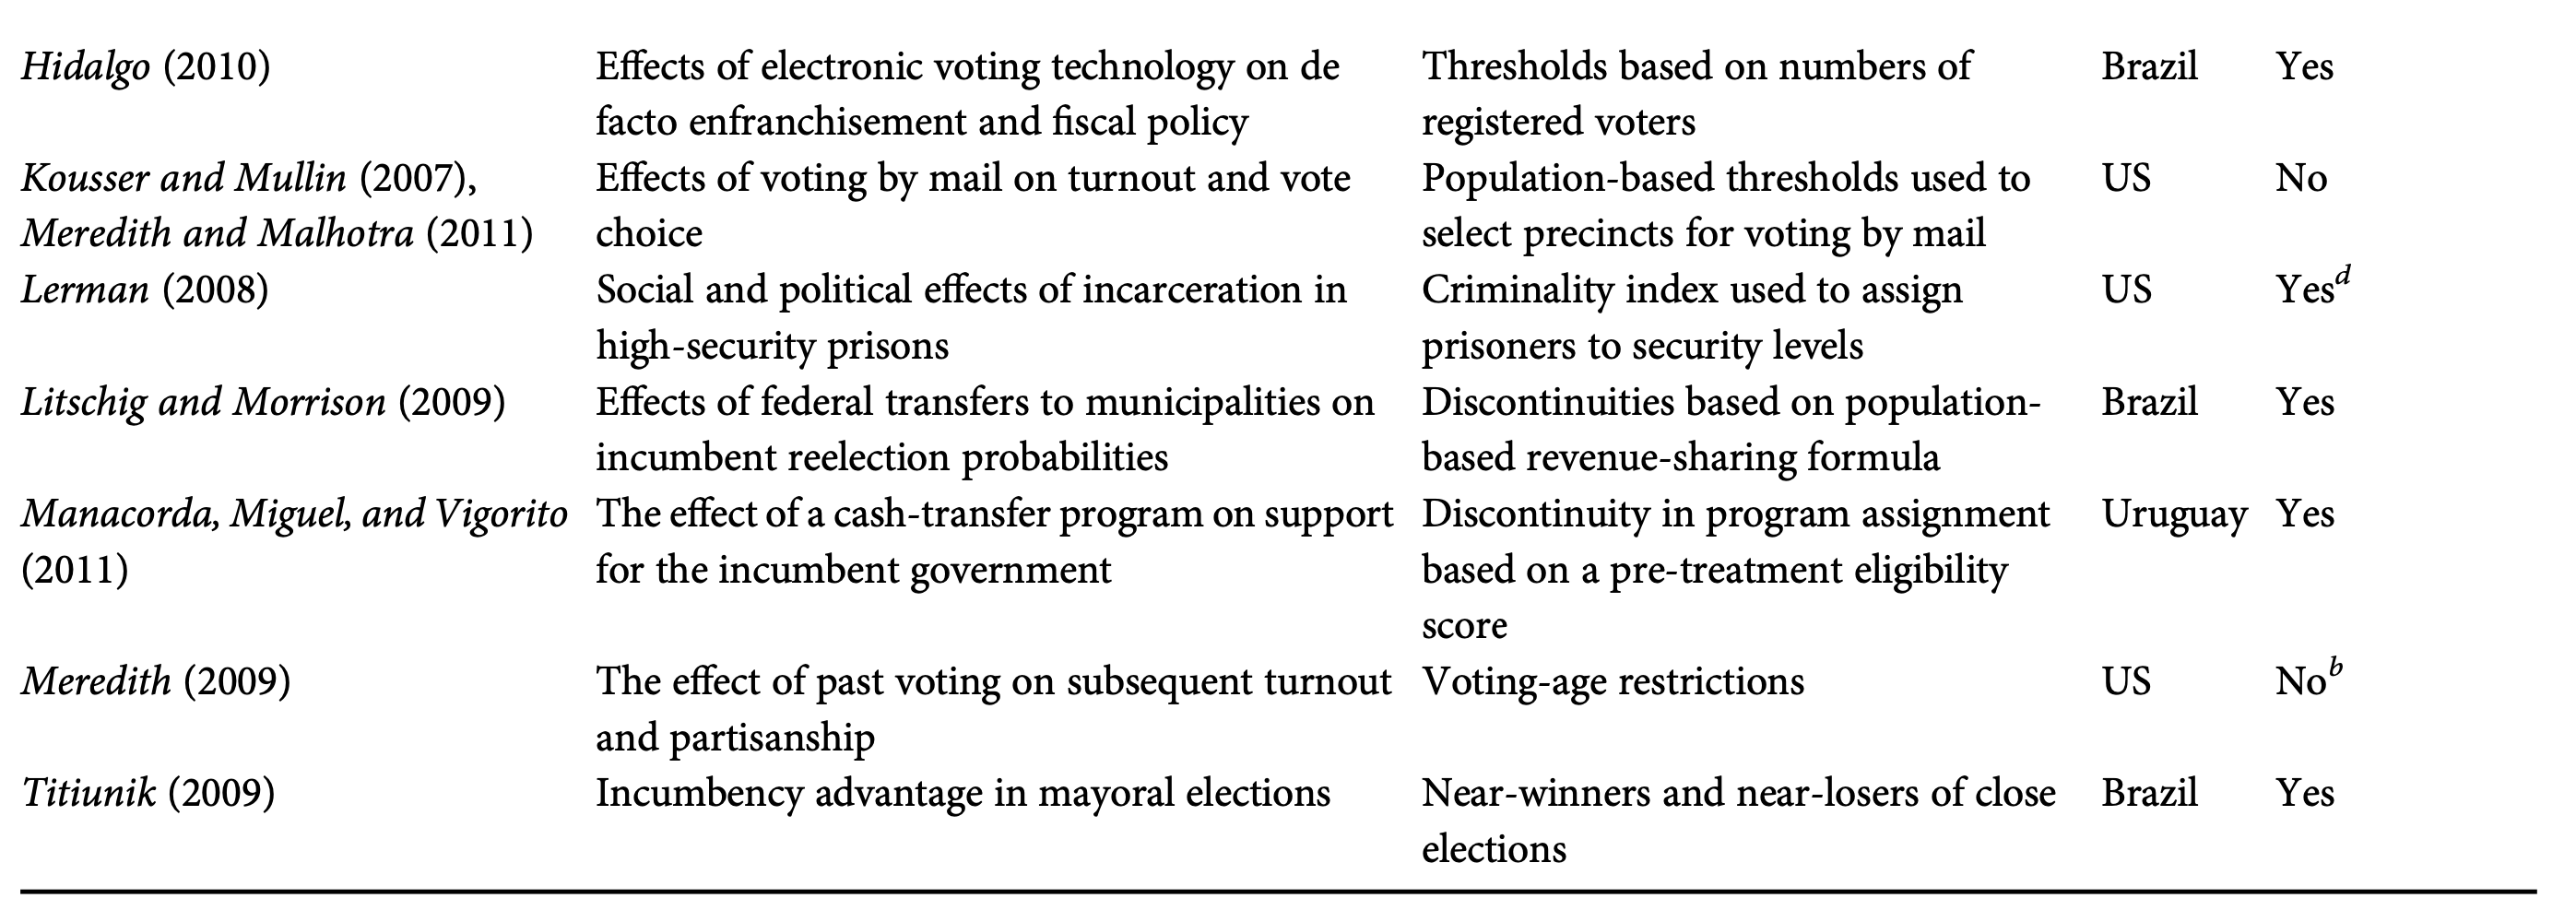 Hidalgo (2010) Effects of electronic voting technology on de Thresholds based on numbers of Brazil Yes
facto enfranchisement and fiscal policy registered voters
Kousser and Mullin (2007), Effects of voting by mail on turnout and vote Population-based thresholds used to US No
Meredith and Malhotra (2011) choice select precincts for voting by mail
Lerman (2008) Social and political effects of incarceration in Criminality index used to assign US Yesd
high-security prisons prisoners to security levels
Litschig and Morrison (2009) Effects of federal transfers to municipalities on Discontinuities based on population- Brazil Yes
incumbent reelection probabilities based revenue-sharing formula
Manacorda, Miguel, and Vigorito The effect of a cash-transfer program on support Discontinuity in program assignment Uruguay Yes
(2011) for the incumbent government based on a pre-treatment eligibility
score
Meredith (2009) The effect of past voting on subsequent turnout Voting-age restrictions US Nob
and partisanship
Titiunik (2009) Incumbency advantage in mayoral elections Near-winners and near-losers of close Brazil Yes
elections